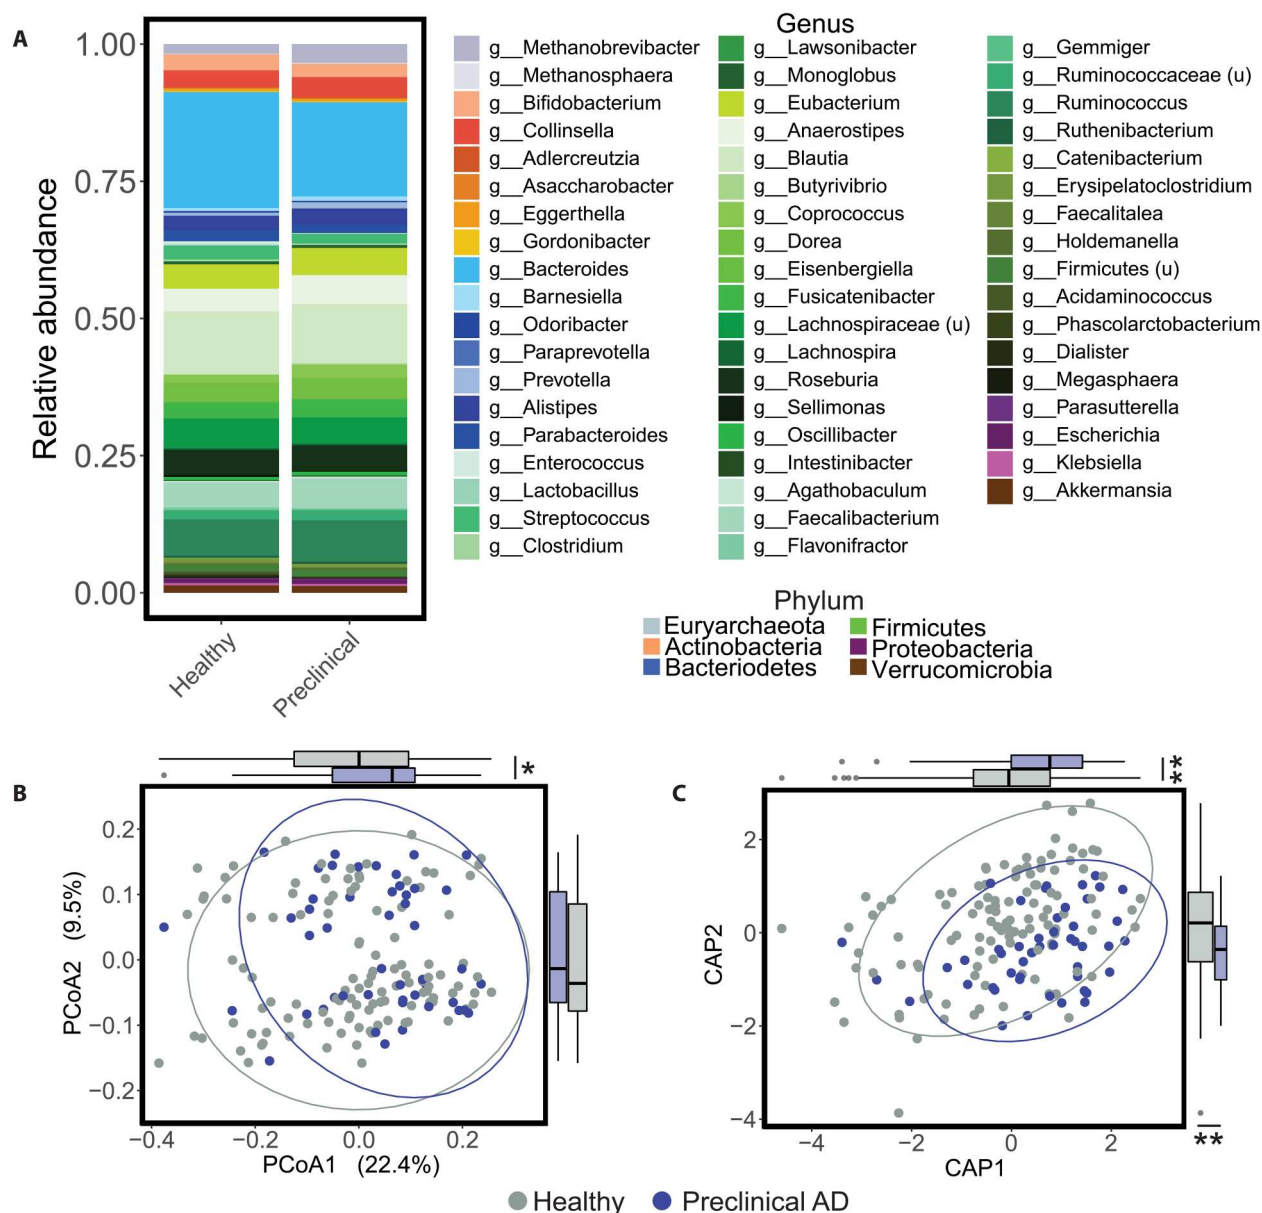 A
Genus
1.00
0.75
0.50
0.25
0.00
Relative abundance
Healthy
Preclinical
g__Methanobrevibacter
g__Methanosphaera
g__Bifidobacterium
g__Collinsella
g__Adlercreutzia
g__Asaccharobacter
g__Eggerthella
g__Gordonibacter
g__Bacteroides
g__Barnesiella
g__Odoribacter
g__Paraprevotella
g__Prevotella
g__Alistipes
g__Parabacteroides
g__Enterococcus
g__Lactobacillus
g__Streptococcus
g__Clostridium
g__Lawsonibacter
g__Monoglobus
g__Eubacterium
g__Anaerostipes
g__Blautia
g__Butyrivibrio
g__Coprococcus
g__Dorea
g__Eisenbergiella
g__Fusicatenibacter
g__Lachnospiraceae (u)
g__Lachnospira
g__Roseburia
g__Sellimonas
g__Oscillibacter
g__Intestinibacter
g__Agathobaculum
g__Faecalibacterium
g__Flavonifractor
g__Gemmiger
g__Ruminococcaceae (u)
g__Ruminococcus
g__Ruthenibacterium
g__Catenibacterium
g__Erysipelatoclostridium
g__Faecalitalea
g__Holdemanella
g__Firmicutes (u)
g__Acidaminococcus
g__Phascolarctobacterium
g__Dialister
g__Megasphaera
g__Parasutterella
g__Escherichia
g__Klebsiella
g__Akkermansia
Phylum
Euryarchaeota
Actinobacteria
Bacteriodetes
Firmicutes
Proteobacteria
Verrucomicrobia
B
*
0.2
0.1
0.0
−0.1
−0.2
PCoA2 (9.5%)
−0.4
−0.2
0.0
0.2
PCoA1 (22.4%)
C
**
2
0
−2
−4
CAP2
−4
−2
0
2
**
CAP1
Healthy
Preclinical AD